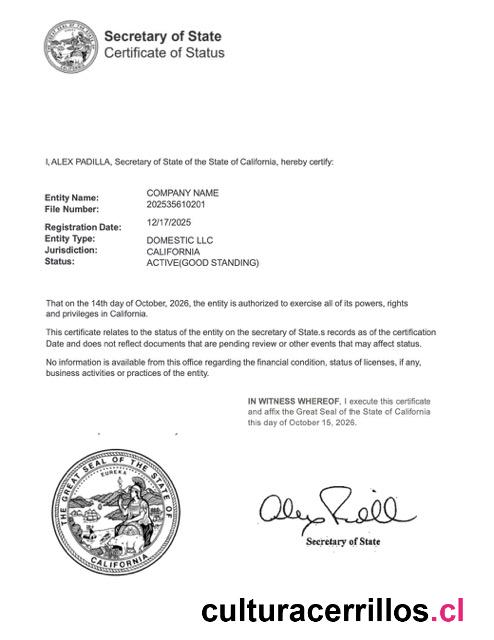 Secretary of State
Certificate of Status
I, ALEX PADILLA, Secretary of State of the State of California, hereby certify:
Entity Name: COMPANY NAME
File Number: 202535610201
Registration Date: 12/17/2025
Entity Type: DOMESTIC LLC
Jurisdiction: CALIFORNIA
Status: ACTIVE(GOOD STANDING)
That on the 14th day of October, 2026, the entity is authorized to exercise all of its powers, rights
and privileges in California.
This certificate relates to the status of the entity on the secretary of State.s records as of the certification
Date and does not reflect documents that are pending review or other events that may affect status.
No information is available from this office regarding the financial condition, status of licenses, if any,
business activities or practices of the entity.
IN WITNESS WHEREOF, I execute this certificate
and affix the Great Seal of the State of California
this day of October 15, 2026.
THE GREAT SEAL OF THE STATE OF CALIFORNIA
EUREKA
Secretary of State
culturacerrillos.cl